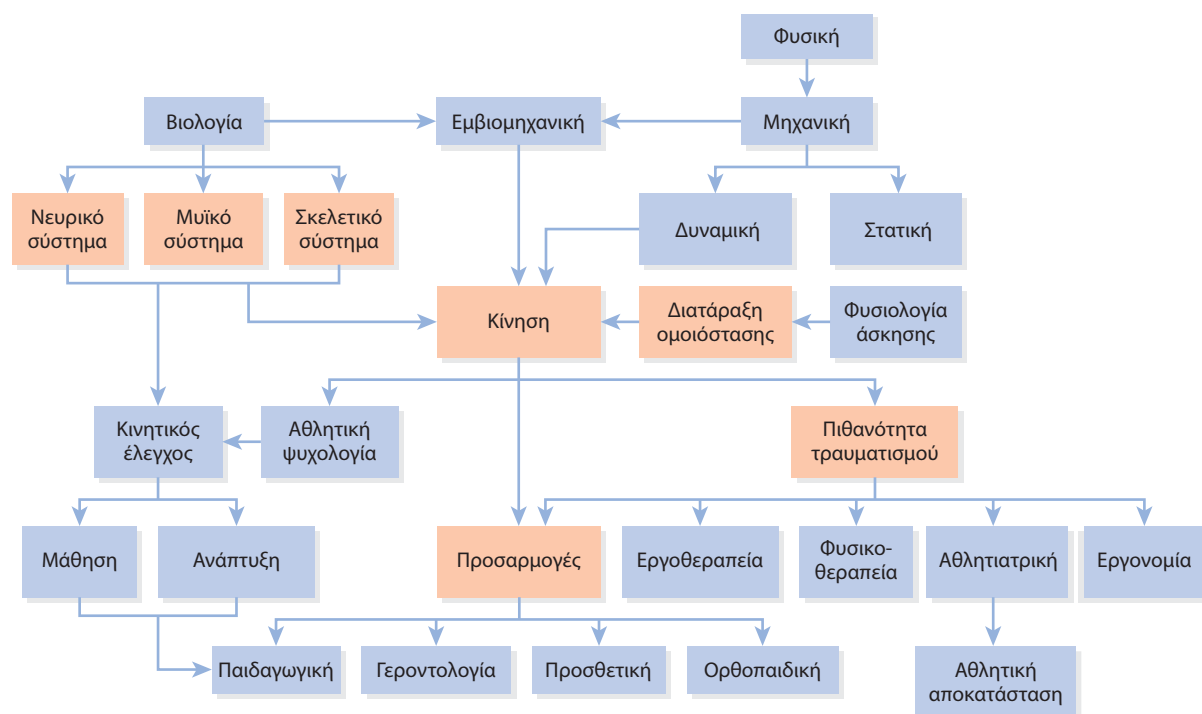 Φυσική
Βιολογία
Εμβιομηχανική
Μηχανική
Νευρικό
σύστημα
Μυϊκό
σύστημα
Σκελετικό
σύστημα
Δυναμική
Στατική
Κίνηση
Διατάραξη
ομοιόστασης
Φυσιολογία
άσκησης
Κινητικός
έλεγχος
Αθλητική
ψυχολογία
Πιθανότητα
τραυματισμού
Μάθηση
Ανάπτυξη
Προσαρμογές
Εργοθεραπεία
Φυσικο-
θεραπεία
Αθλητιατρική
Εργονομία
Παιδαγωγική
Γεροντολογία
Προσθετική
Ορθοπαιδική
Αθλητική
αποκατάσταση